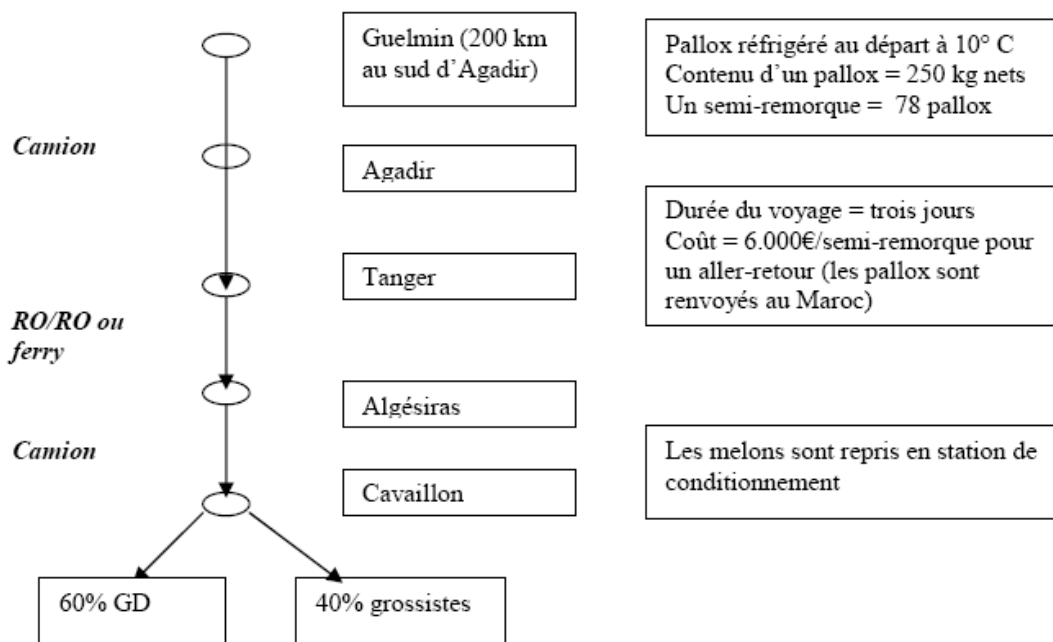 Guelmin (200 km
au sud d'Agadir)
Pallox réfrigéré au départ à 10° C
Contenu d'un pallox = 250 kg nets
Un semi-remorque = 78 pallox
Camion
Agadir
Durée du voyage = trois jours
Coût = 6.000€/semi-remorque pour
un aller-retour (les pallox sont
renvoyés au Maroc)
Tanger
RO/RO ou
ferry
Algésiras
Camion
Les melons sont repris en station de
conditionnement
Cavaillon
60% GD
40% grossistes